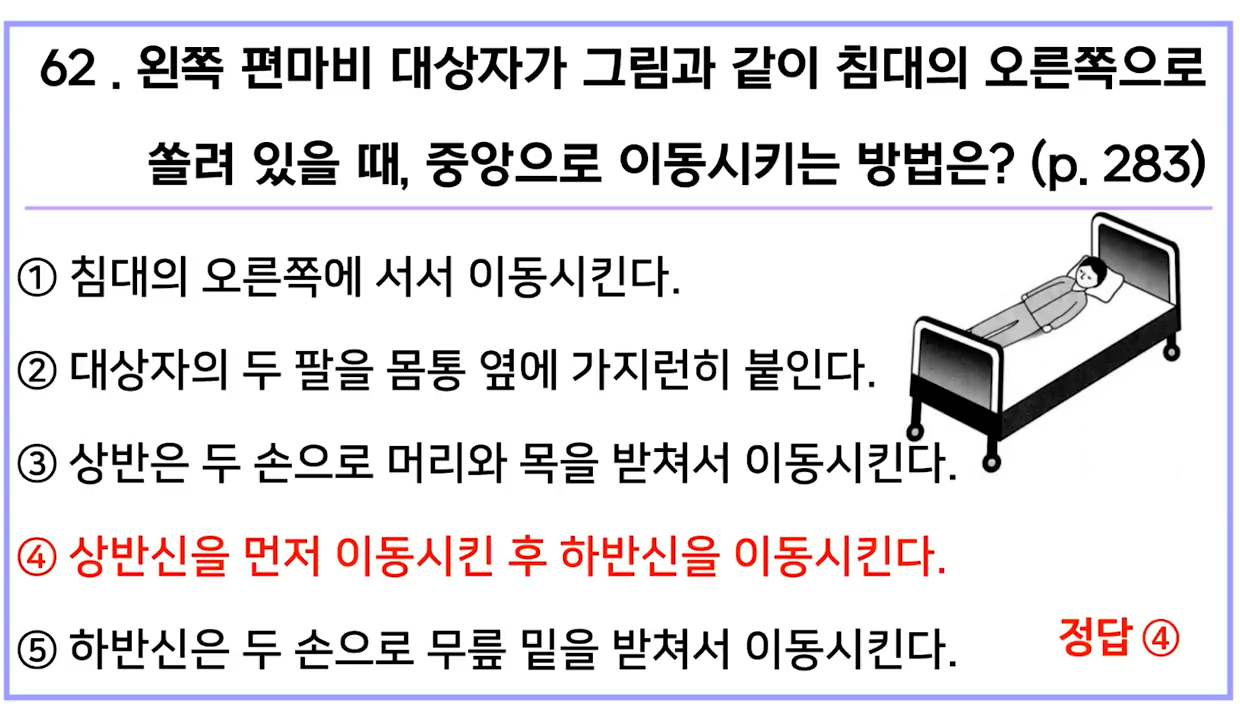 62 . 왼쪽 편마비 대상자가 그림과 같이 침대의 오른쪽으로
쏠려 있을 때, 중앙으로 이동시키는 방법은? (p. 283)
① 침대의 오른쪽에 서서 이동시킨다.
② 대상자의 두 팔을 몸통 옆에 가지런히 붙인다.
③ 상반은 두 손으로 머리와 목을 받쳐서 이동시킨다.
④ 상반신을 먼저 이동시킨 후 하반신을 이동시킨다.
⑤ 하반신은 두 손으로 무릎 밑을 받쳐서 이동시킨다.
정답 ④